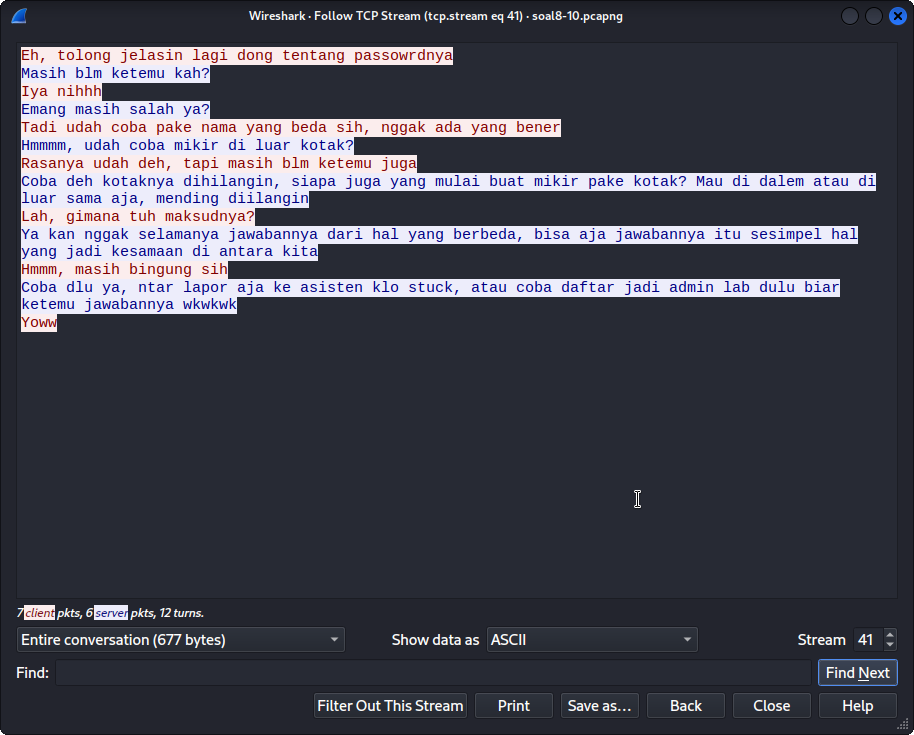 Wireshark · Follow TCP Stream (tcp.stream eq 41) · soal8-10.pcapng
Eh, tolong jelasin lagi dong tentang passowrdnya
Masih blm ketemu kah?
Iya nihhh
Emang masih salah ya?
Tadi udah coba pake nama yang beda sih, nggak ada yang bener
Hmmmm, udah coba mikir di luar kotak?
Rasanya udah deh, tapi masih blm ketemu juga
Coba deh kotaknya dihilangin, siapa juga yang mulai buat mikir pake kotak? Mau di dalem atau di
luar sama aja, mending diilangin
Lah, gimana tuh maksudnya?
Ya kan nggak selamanya jawabannya dari hal yang berbeda, bisa aja jawabannya itu sesimpel hal
yang jadi kesamaan di antara kita
Hmmm, masih bingung sih
Coba dlu ya, ntar lapor aja ke asisten klo stuck, atau coba daftar jadi admin lab dulu biar
ketemu jawabannya wkwkwk
Yoww
7 client pkts, 6 server pkts, 12 turns.
Entire conversation (677 bytes) Show data as ASCII Stream 41
Find: Find Next
Filter Out This Stream Print Save as… Back Close Help